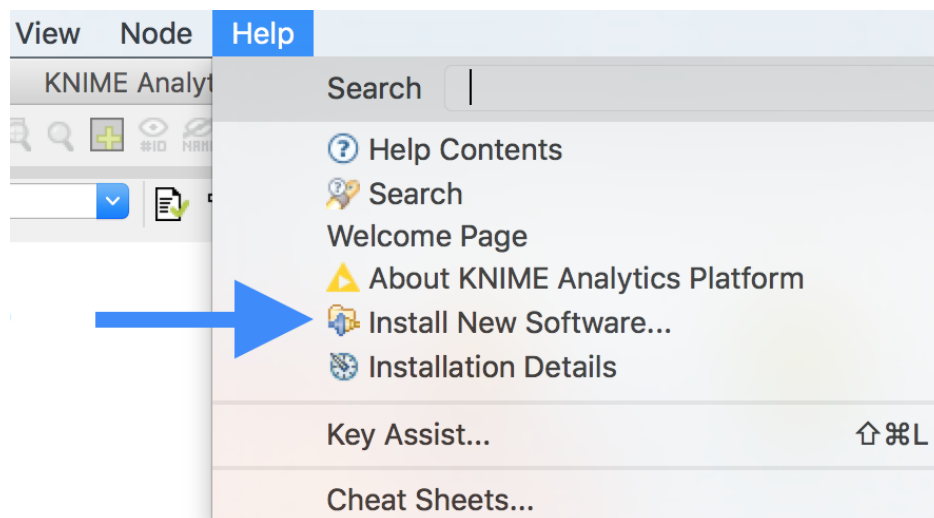 View Node Help
KNIME Analyt
Search
#ID
Help Contents
Search
Welcome Page
About KNIME Analytics Platform
Install New Software...
Installation Details
Key Assist... ⇧⌘L
Cheat Sheets...